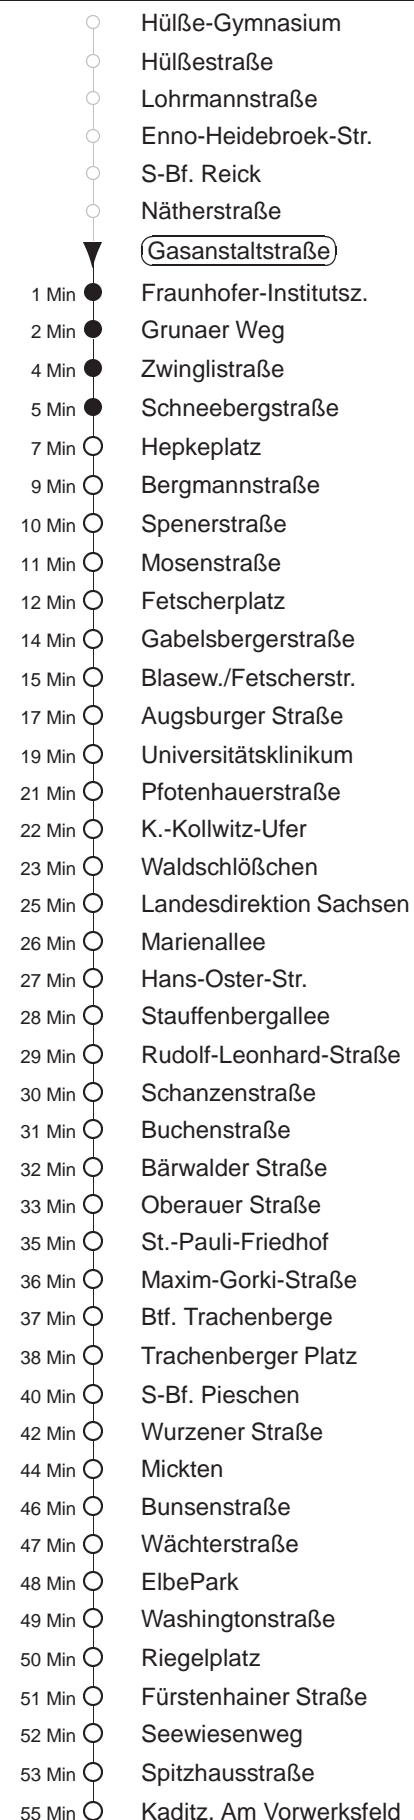 Hülße-Gymnasium
Hülßestraße
Lohrmannstraße
Enno-Heidebroek-Str.
S-Bf. Reick
Nätherstraße
Gasanstaltstraße
1 Min Fraunhofer-Institutsz.
2 Min Grunaer Weg
4 Min Zwinglistraße
5 Min Schneebergstraße
7 Min Hepkeplatz
9 Min Bergmannstraße
10 Min Spenerstraße
11 Min Mosenstraße
12 Min Fetscherplatz
14 Min Gabelsbergerstraße
15 Min Blasew./Fetscherstr.
17 Min Augsburger Straße
19 Min Universitätsklinikum
21 Min Pfotenhauerstraße
22 Min K.-Kollwitz-Ufer
23 Min Waldschlößchen
25 Min Landesdirektion Sachsen
26 Min Marienallee
27 Min Hans-Oster-Str.
28 Min Stauffenbergallee
29 Min Rudolf-Leonhard-Straße
30 Min Schanzenstraße
31 Min Buchenstraße
32 Min Bärwalder Straße
33 Min Oberauer Straße
35 Min St.-Pauli-Friedhof
36 Min Maxim-Gorki-Straße
37 Min Btf. Trachenberge
38 Min Trachenberger Platz
40 Min S-Bf. Pieschen
42 Min Wurzener Straße
44 Min Mickten
46 Min Bunsenstraße
47 Min Wächterstraße
48 Min ElbePark
49 Min Washingtonstraße
50 Min Riegelplatz
51 Min Fürstenhainer Straße
52 Min Seewiesenweg
53 Min Spitzhausstraße
55 Min Kaditz, Am Vorwerksfeld